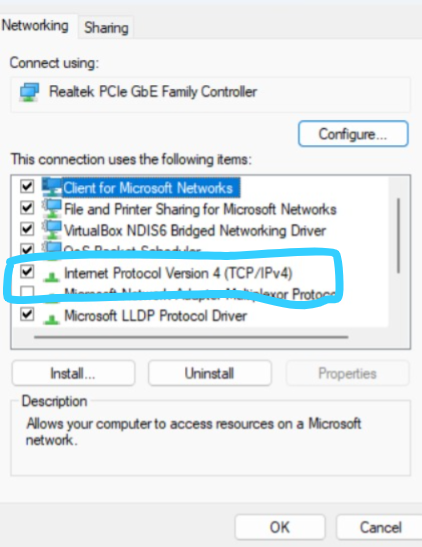 Networking Sharing
Connect using:
Realtek PCIe GbE Family Controller
Configure...
This connection uses the following items:
Client for Microsoft Networks
File and Printer Sharing for Microsoft Networks
VirtualBox NDIS6 Bridged Networking Driver
QoS Packet Scheduler
Internet Protocol Version 4 (TCP/IPv4)
Microsoft Network Adapter Multiplexor Protoco
Microsoft LLDP Protocol Driver
Install... Uninstall Properties
Description
Allows your computer to access resources on a Microsoft
network.
OK Cancel